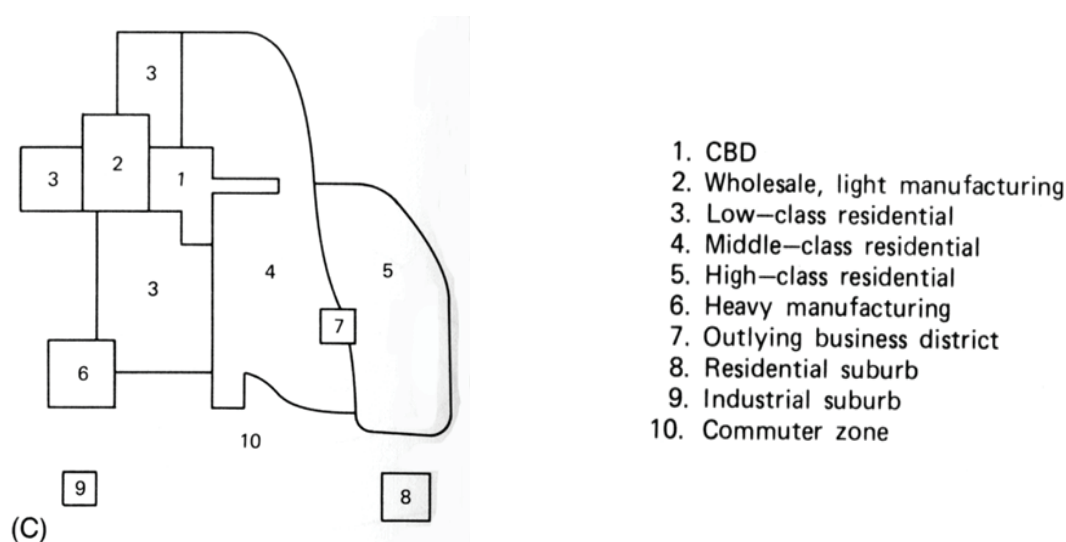 3
3
2
1
3
4
5
7
6
10
9
8
(C)
1. CBD
2. Wholesale, light manufacturing
3. Low—class residential
4. Middle—class residential
5. High—class residential
6. Heavy manufacturing
7. Outlying business district
8. Residential suburb
9. Industrial suburb
10. Commuter zone